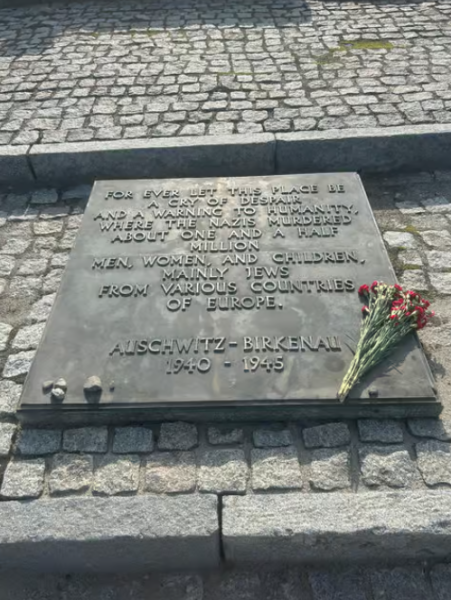 FOR EVER LET THIS PLACE BE
A CRY OF DESPAIR
AND A WARNING TO HUMANITY,
WHERE THE NAZIS MURDERED
ABOUT ONE AND A HALF
MILLION
MEN, WOMEN, AND CHILDREN,
MAINLY JEWS
FROM VARIOUS COUNTRIES
OF EUROPE.
AUSCHWITZ - BIRKENAU
1940 - 1945